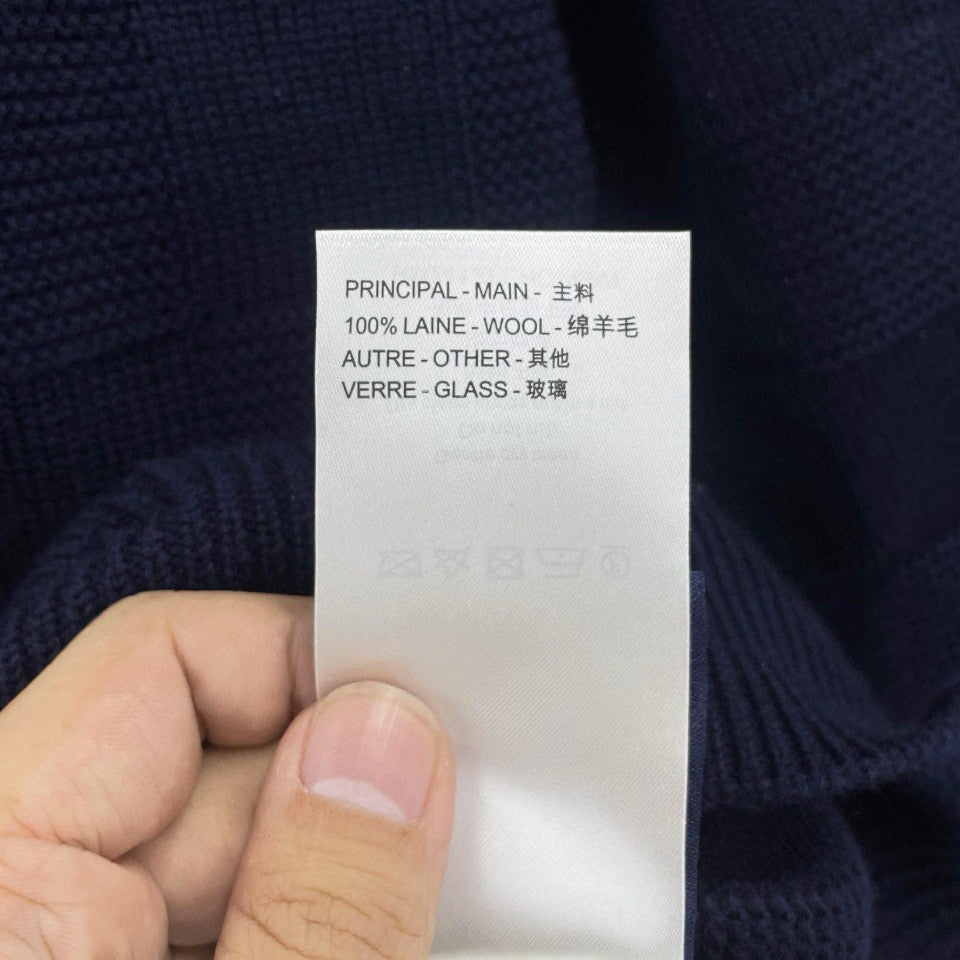 PRINCIPAL - MAIN - 主料
100% LAINE - WOOL - 绵羊毛
AUTRE - OTHER - 其他
VERRE - GLASS - 玻璃